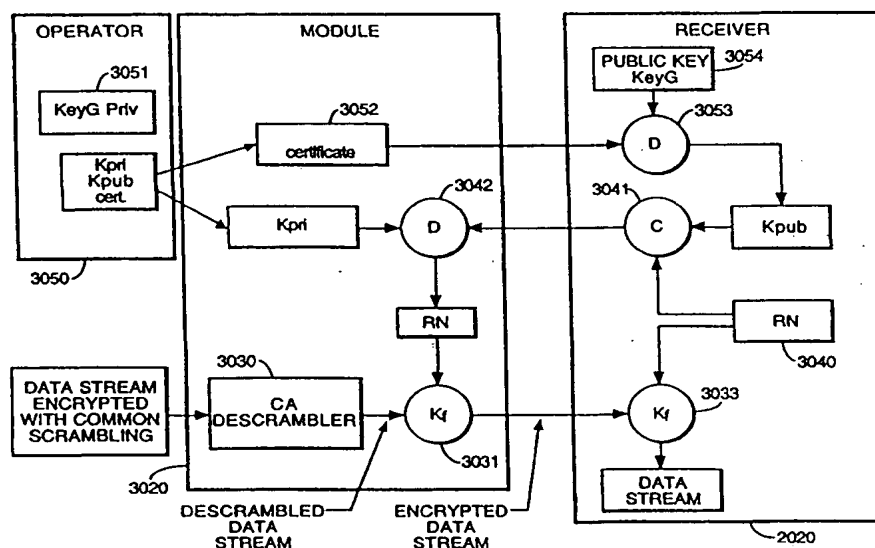 OPERATOR
MODULE
RECEIVER
3051
KeyG Priv
3052
certificate
PUBLIC KEY
KeyG
3054
3053
D
Kpri
Kpub
cert.
3042
3041
Kpri
D
C
Kpub
3050
RN
RN
3040
DATA STREAM
ENCRYPTED
WITH COMMON
SCRAMBLING
3030
CA
DESCRAMBLER
Kf
3031
Kf
3033
3020
DESCRAMBLED
DATA
STREAM
ENCRYPTED
DATA
STREAM
DATA
STREAM
2020